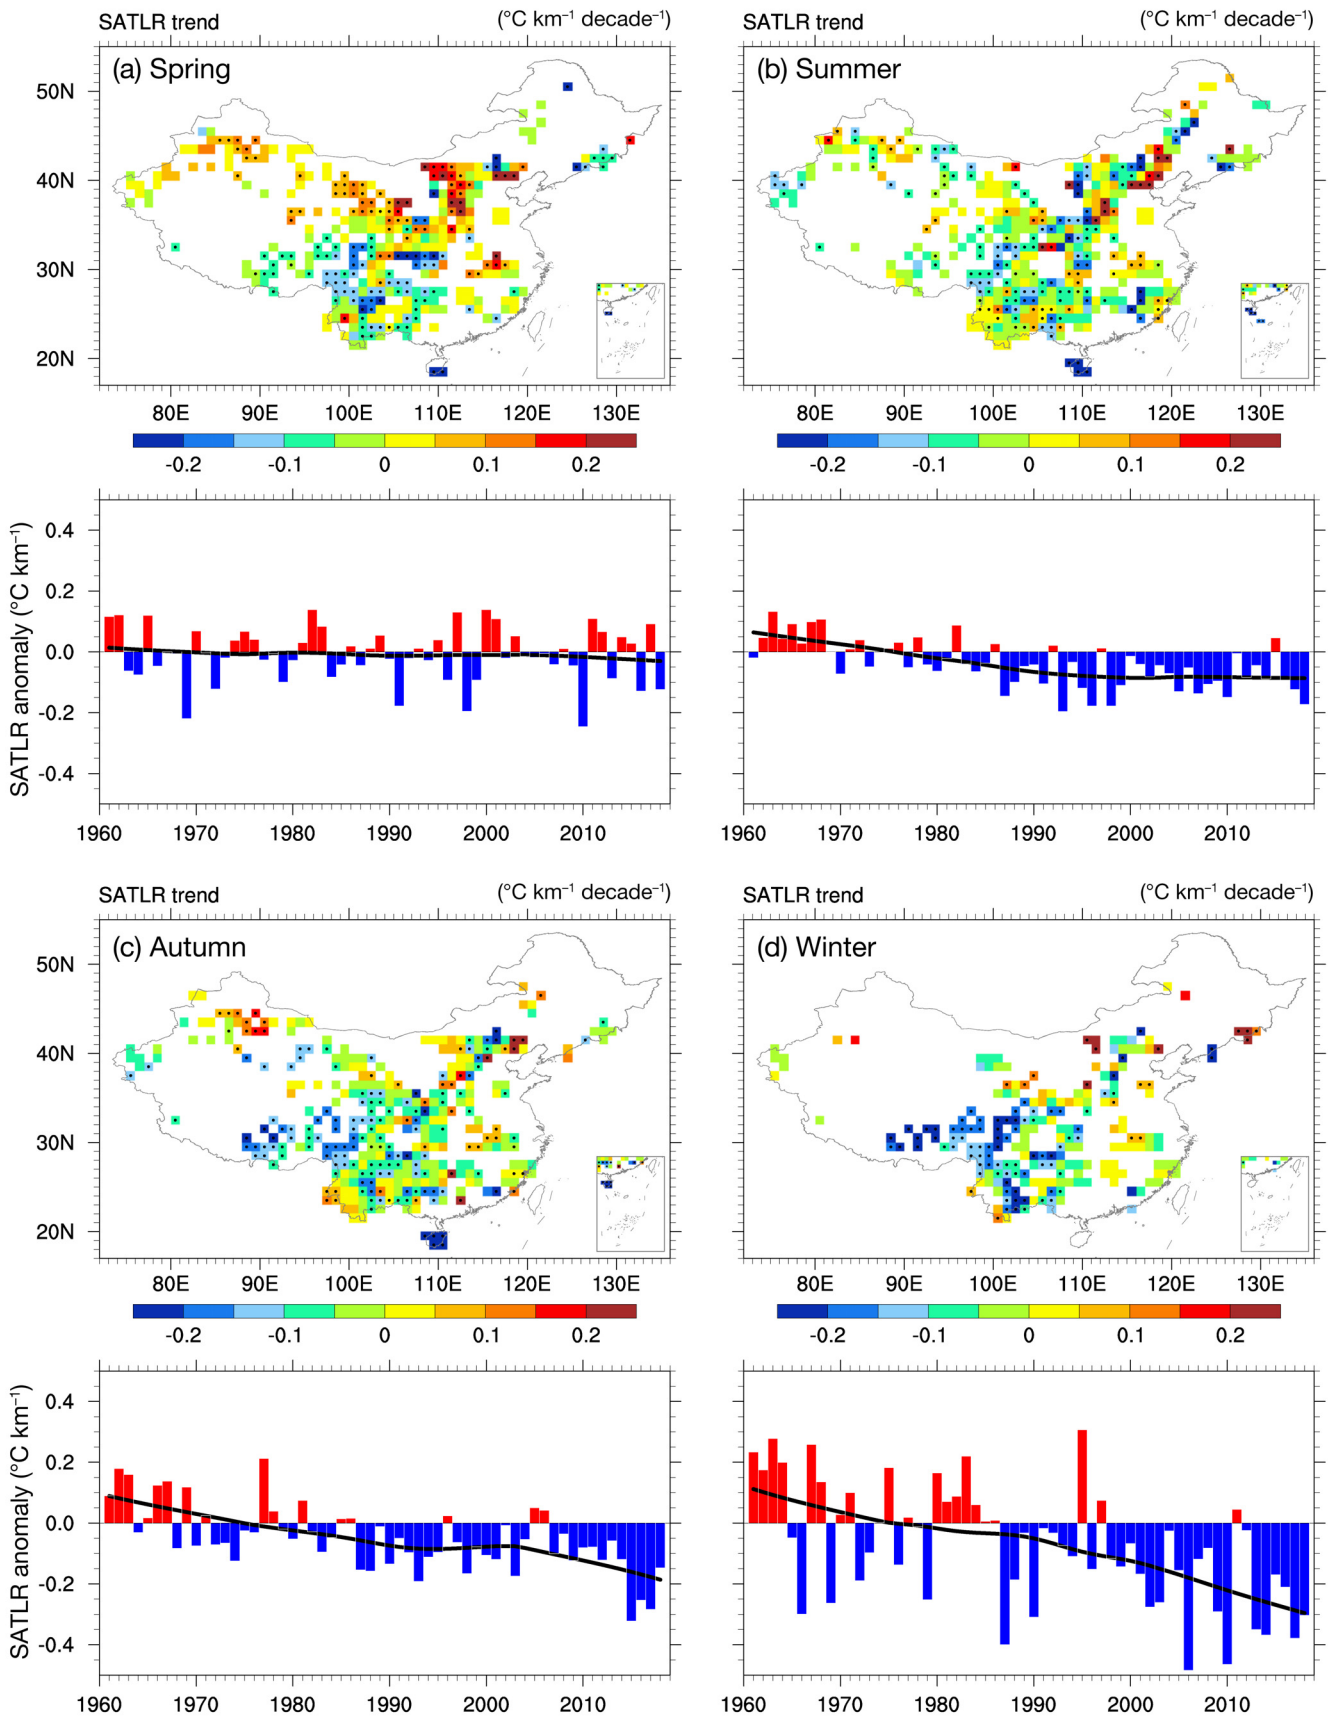 SATLR trend (°C km⁻¹ decade⁻¹) SATLR trend (°C km⁻¹ decade⁻¹)
(a) Spring (b) Summer
50N
40N
30N
20N
80E 90E 100E 110E 120E 130E 80E 90E 100E 110E 120E 130E
-0.2 -0.1 0 0.1 0.2 -0.2 -0.1 0 0.1 0.2
SATLR anomaly (°C km⁻¹)
0.4
0.2
0.0
-0.2
-0.4
1960 1970 1980 1990 2000 2010 1960 1970 1980 1990 2000 2010
SATLR trend (°C km⁻¹ decade⁻¹) SATLR trend (°C km⁻¹ decade⁻¹)
(c) Autumn (d) Winter
50N
40N
30N
20N
80E 90E 100E 110E 120E 130E 80E 90E 100E 110E 120E 130E
-0.2 -0.1 0 0.1 0.2 -0.2 -0.1 0 0.1 0.2
SATLR anomaly (°C km⁻¹)
0.4
0.2
0.0
-0.2
-0.4
1960 1970 1980 1990 2000 2010 1960 1970 1980 1990 2000 2010